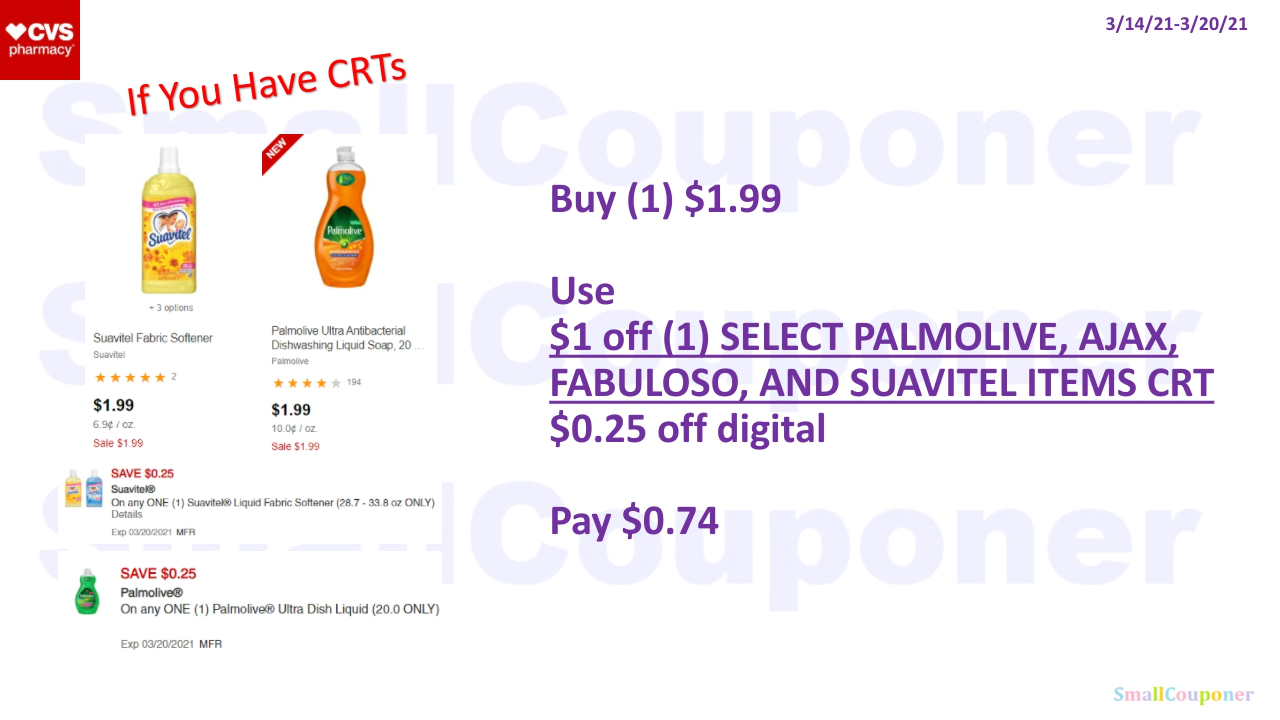 CVS
pharmacy
3/14/21-3/20/21
If You Have CRTs
SmallCouponer
NEW
Suavitel
Palmolive
+ 3 options
Suavitel Fabric Softener
Suavitel
2
$1.99
6.9¢ / oz.
Sale $1.99
Palmolive Ultra Antibacterial
Dishwashing Liquid Soap, 20 ...
Palmolive
194
$1.99
10.0¢ / oz.
Sale $1.99
SAVE $0.25
Suavitel®
On any ONE (1) Suavitel® Liquid Fabric Softener (28.7 - 33.8 oz ONLY)
Details
Exp 03/20/2021 MFR
SAVE $0.25
Palmolive®
On any ONE (1) Palmolive® Ultra Dish Liquid (20.0 ONLY)
Exp 03/20/2021 MFR
Buy (1) $1.99
Use
$1 off (1) SELECT PALMOLIVE, AJAX,
FABULOSO, AND SUAVITEL ITEMS CRT
$0.25 off digital
Pay $0.74
SmallCouponer
SmallCouponer
SmallCouponer